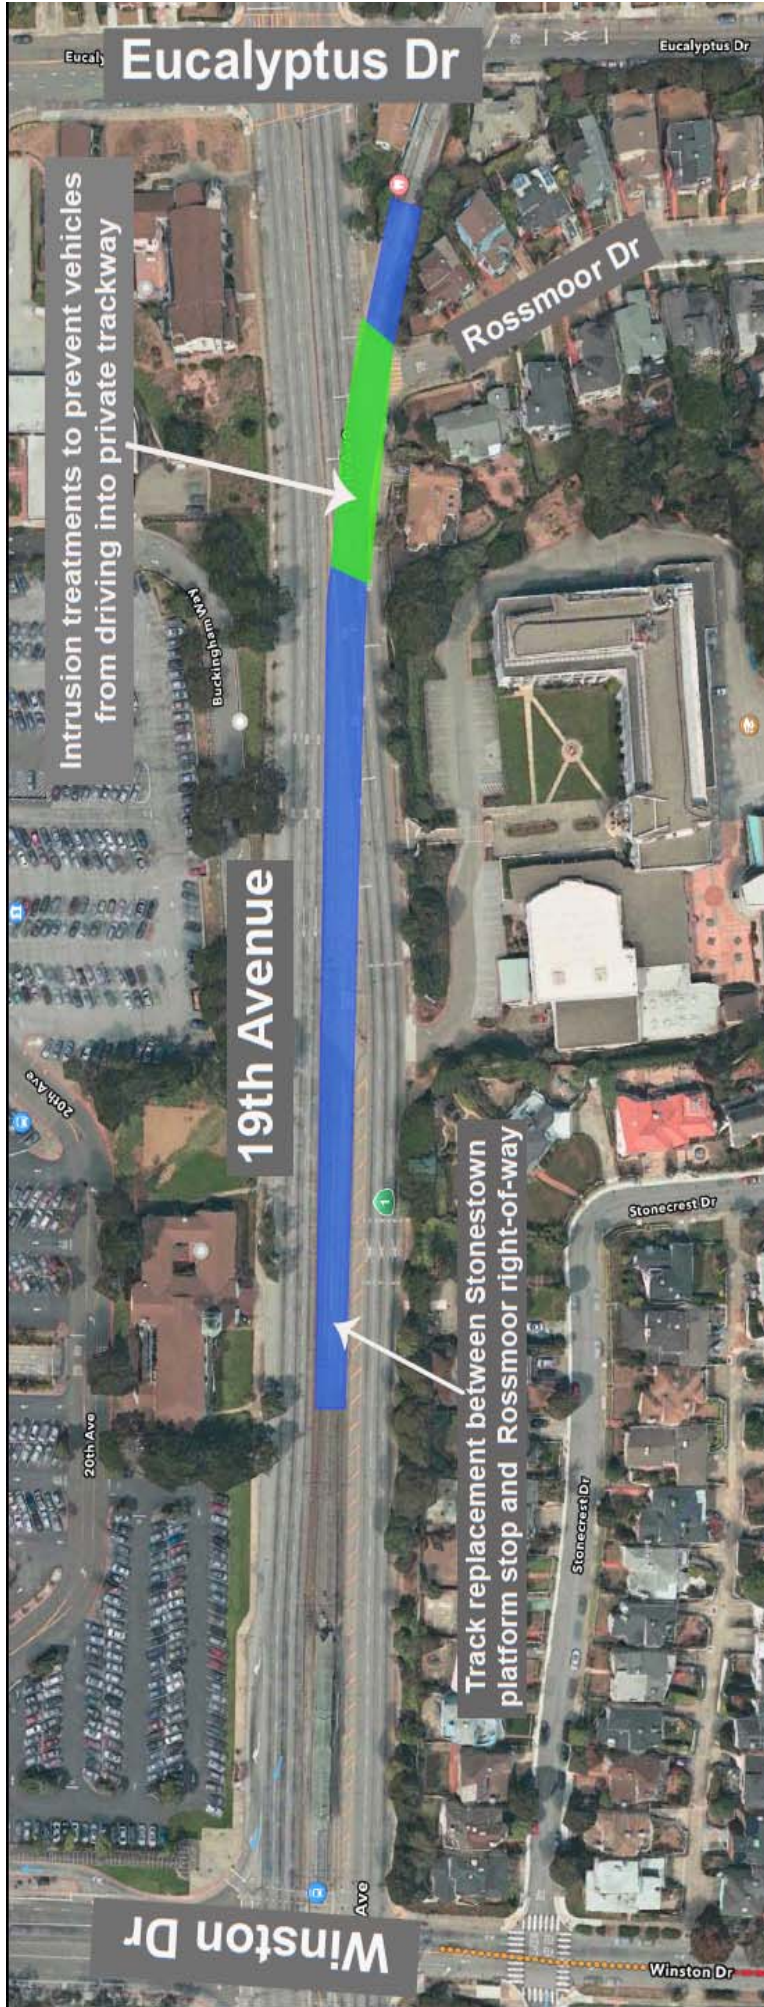 Eucaly
Eucalyptus Dr
Eucalyptus Dr
Intrusion treatments to prevent vehicles
from driving into private trackway
Rossmoor Dr
Buckingham Way
19th Avenue
20th Ave
1
Stonecrest Dr
Track replacement between Stonestown
platform stop and Rossmoor right-of-way
20th Ave
Stonecrest Dr
Ave
Winston Dr
Winston Dr